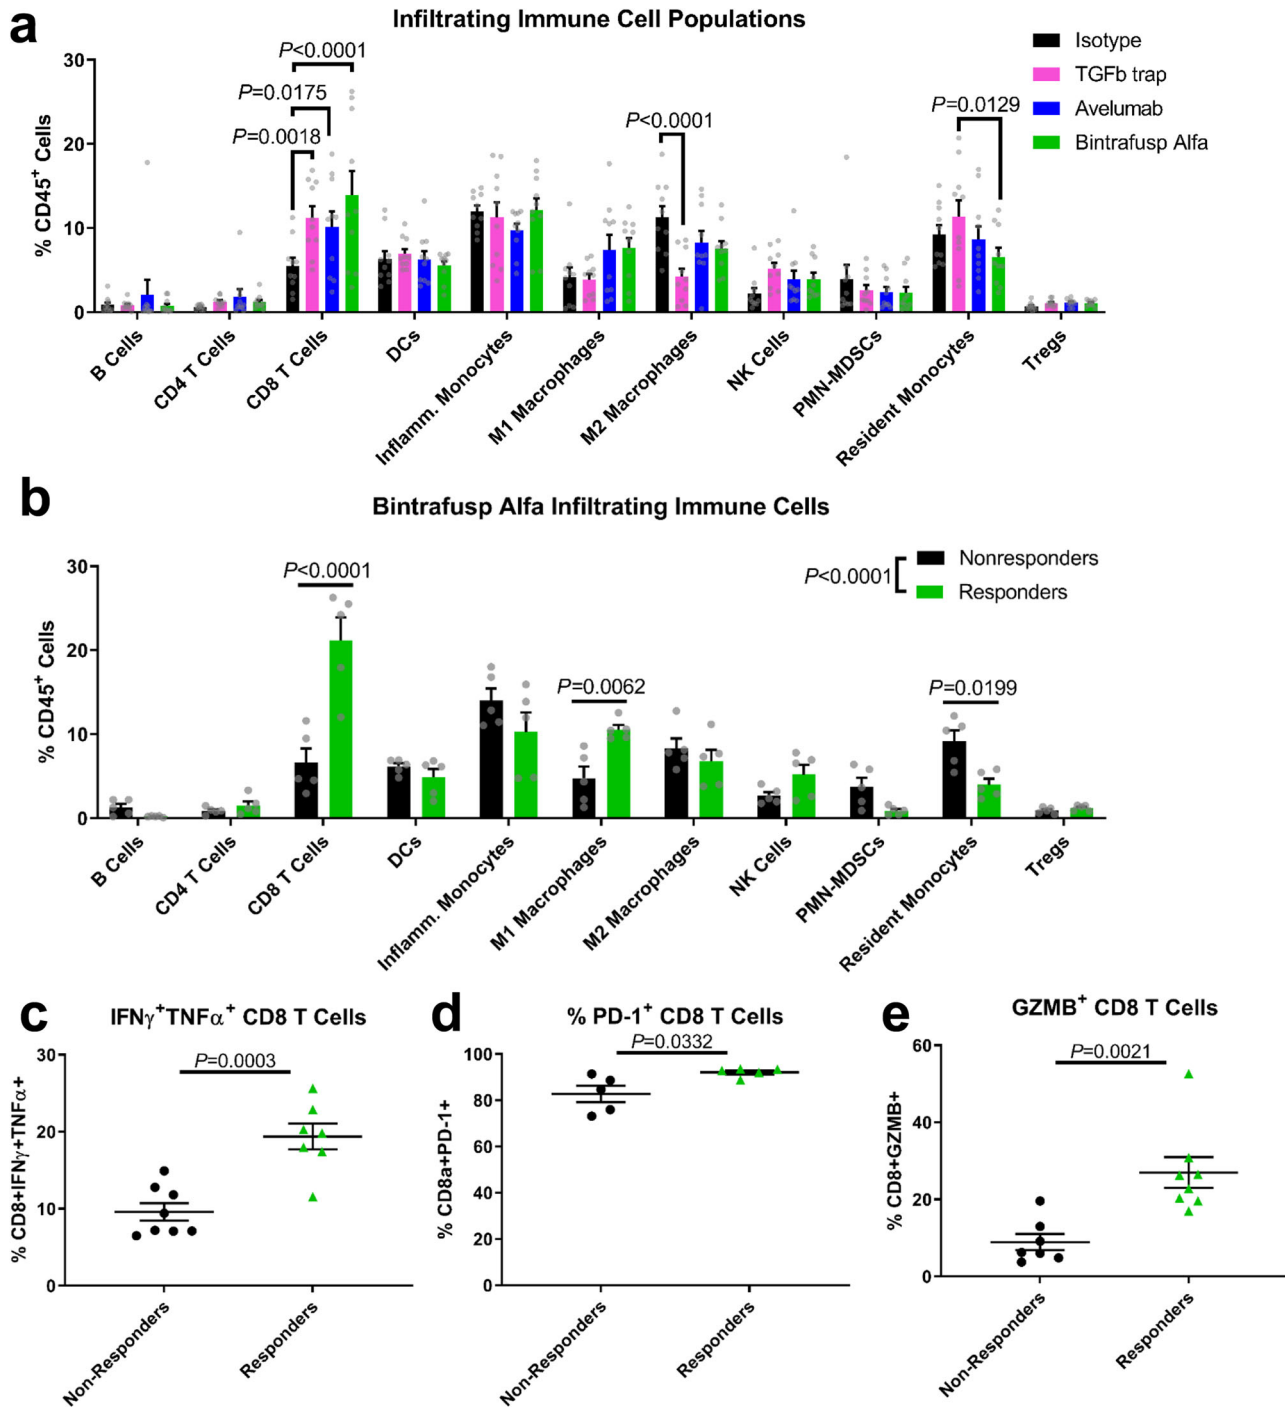 a
Infiltrating Immune Cell Populations
Isotype
TGFb trap
Avelumab
Bintrafusp Alfa
P<0.0001
P=0.0175
P=0.0018
P<0.0001
P=0.0129
% CD45⁺ Cells
30
20
10
0
B Cells
CD4 T Cells
CD8 T Cells
DCs
Inflamm. Monocytes
M1 Macrophages
M2 Macrophages
NK Cells
PMN-MDSCs
Resident Monocytes
Tregs
b
Bintrafusp Alfa Infiltrating Immune Cells
P<0.0001
Nonresponders
Responders
P<0.0001
P=0.0062
P=0.0199
% CD45⁺ Cells
30
20
10
0
B Cells
CD4 T Cells
CD8 T Cells
DCs
Inflamm. Monocytes
M1 Macrophages
M2 Macrophages
NK Cells
PMN-MDSCs
Resident Monocytes
Tregs
c
IFNγ⁺TNFα⁺ CD8 T Cells
P=0.0003
% CD8+IFNγ+TNFα+
30
20
10
0
Non-Responders
Responders
d
% PD-1⁺ CD8 T Cells
P=0.0332
% CD8a+PD-1+
100
80
60
40
20
0
Non-Responders
Responders
e
GZMB⁺ CD8 T Cells
P=0.0021
% CD8+GZMB+
60
40
20
0
Non-Responders
Responders